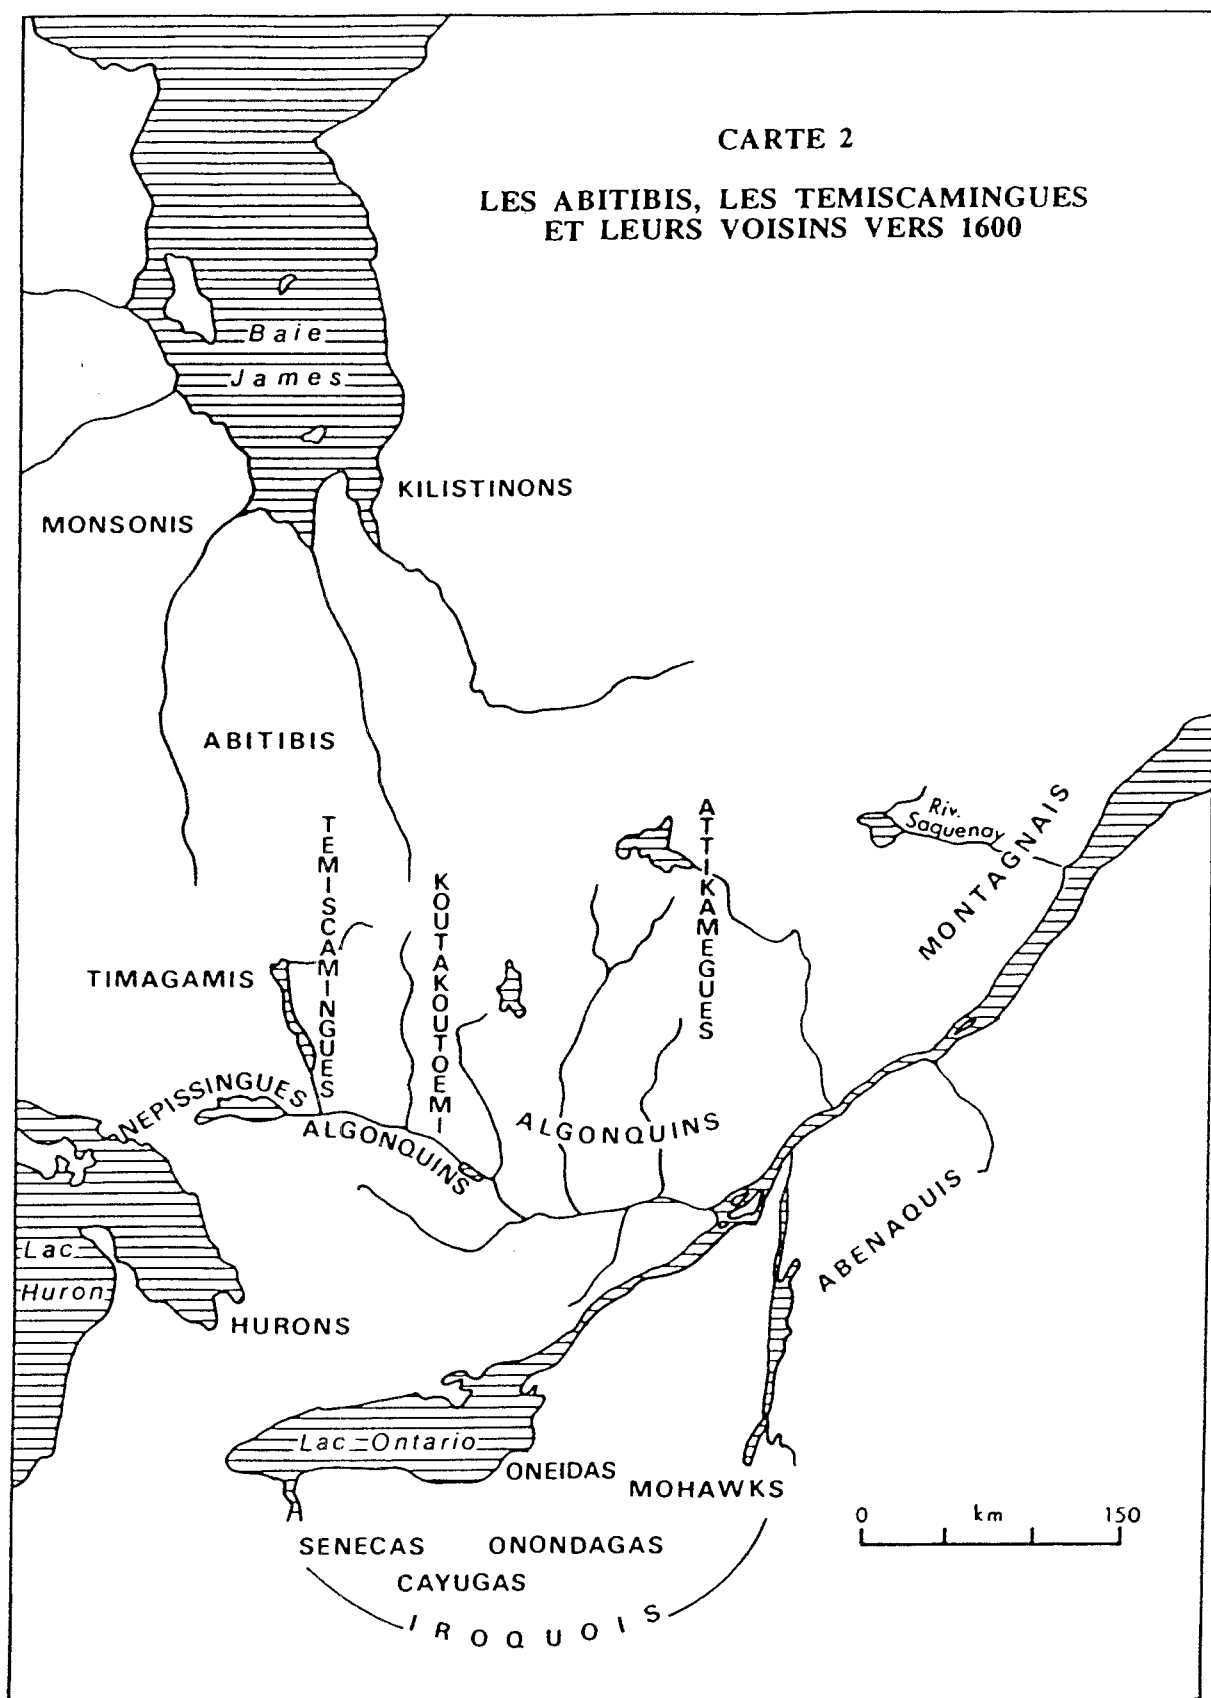 CARTE 2
LES ABITIBIS, LES TEMISCAMINGUES
ET LEURS VOISINS VERS 1600
Baie
James
KILISTINONS
MONSONIS
ABITIBIS
TEMISCAMINGUES
KOUTAKOUTOEMI
ATTIKAMEGUES
Riv.
Saquenay
MONTAGNAIS
TIMAGAMIS
NEPISSINGUES
ALGONQUINS
ALGONQUINS
ABENAQUIS
Lac
Huron
HURONS
Lac Ontario
ONEIDAS
MOHAWKS
0 km 150
SENECAS ONONDAGAS
CAYUGAS
IROQUOIS